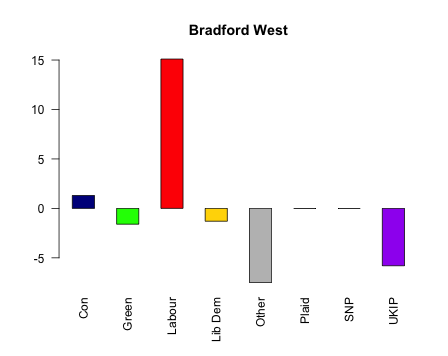 Bradford West
15
10
5
0
-5
Con
Green
Labour
Lib Dem
Other
Plaid
SNP
UKIP